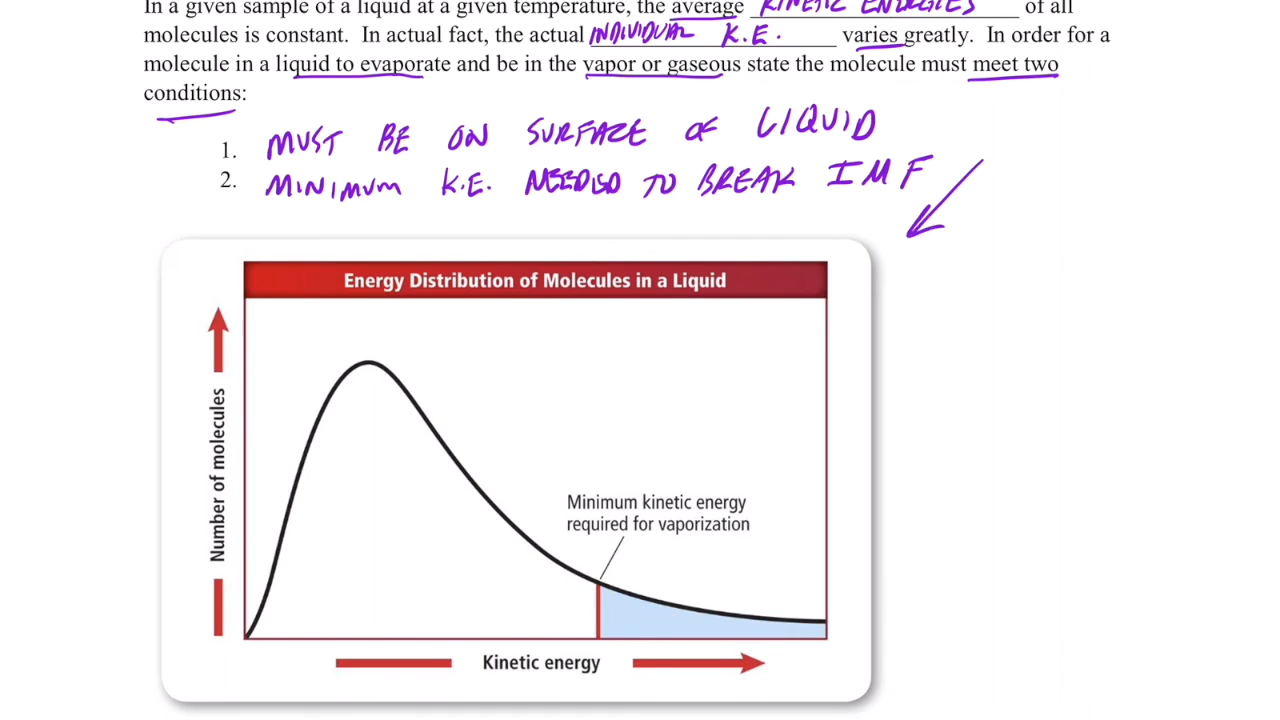 In a given sample of a liquid at a given temperature, the average KINETIC ENERGIES of all
molecules is constant. In actual fact, the actual INDIVIDUAL K.E. varies greatly. In order for a
molecule in a liquid to evaporate and be in the vapor or gaseous state the molecule must meet two
conditions:
1. MUST BE ON SURFACE OF LIQUID
2. MINIMUM K.E. NEEDED TO BREAK IMF
Energy Distribution of Molecules in a Liquid
Number of molecules
Minimum kinetic energy
required for vaporization
Kinetic energy